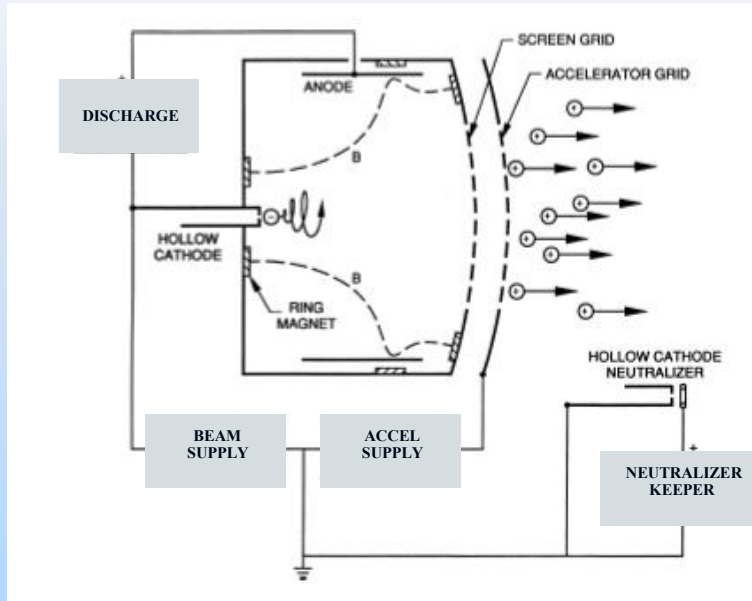 SCREEN GRID
ACCELERATOR GRID
ANODE
DISCHARGE
B
HOLLOW
CATHODE
B
RING
MAGNET
HOLLOW CATHODE
NEUTRALIZER
BEAM
SUPPLY
ACCEL
SUPPLY
NEUTRALIZER
KEEPER